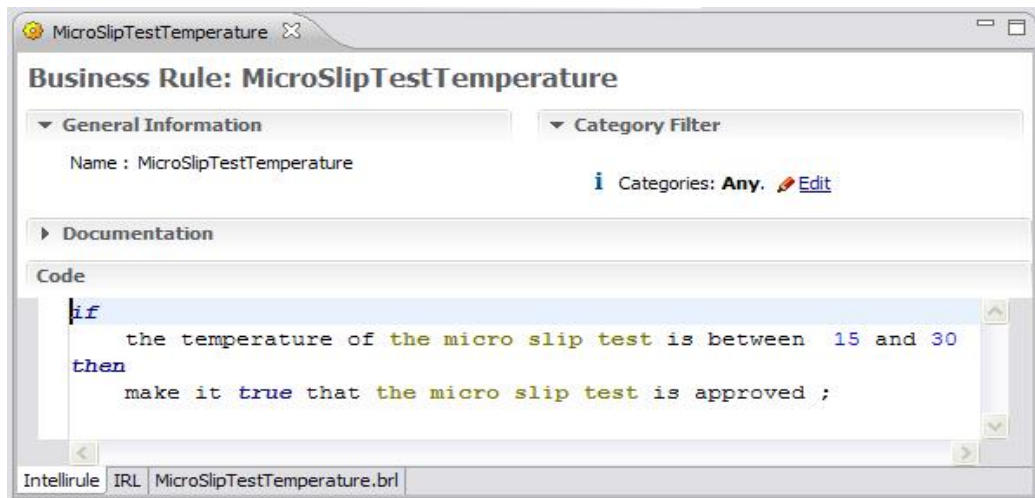 MicroSlipTestTemperature
Business Rule: MicroSlipTestTemperature
General Information
Category Filter
Name : MicroSlipTestTemperature
i Categories: Any. Edit
Documentation
Code
if
the temperature of the micro slip test is between 15 and 30
then
make it true that the micro slip test is approved ;
Intellirule IRL MicroSlipTestTemperature.brl